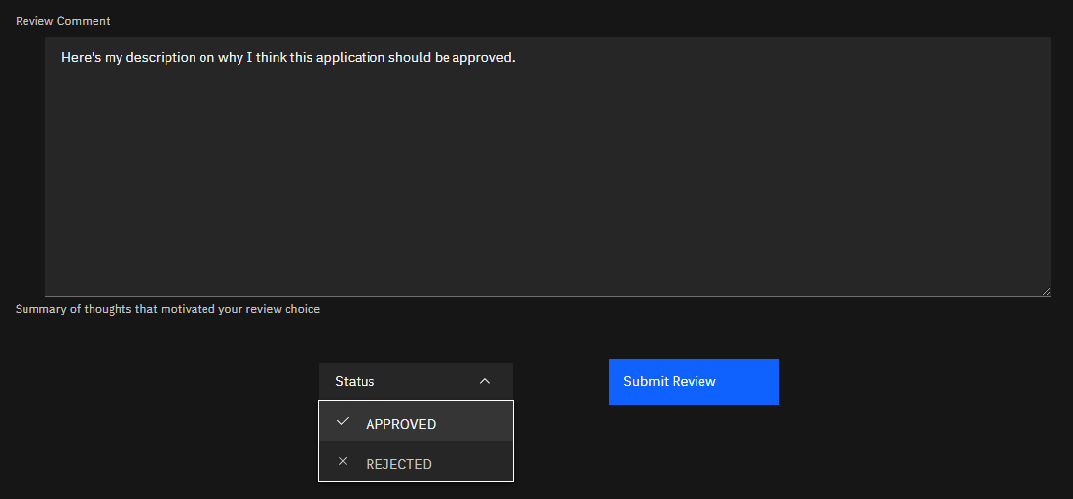 Review Comment
Here's my description on why I think this application should be approved.
Summary of thoughts that motivated your review choice
Status
Submit Review
APPROVED
REJECTED